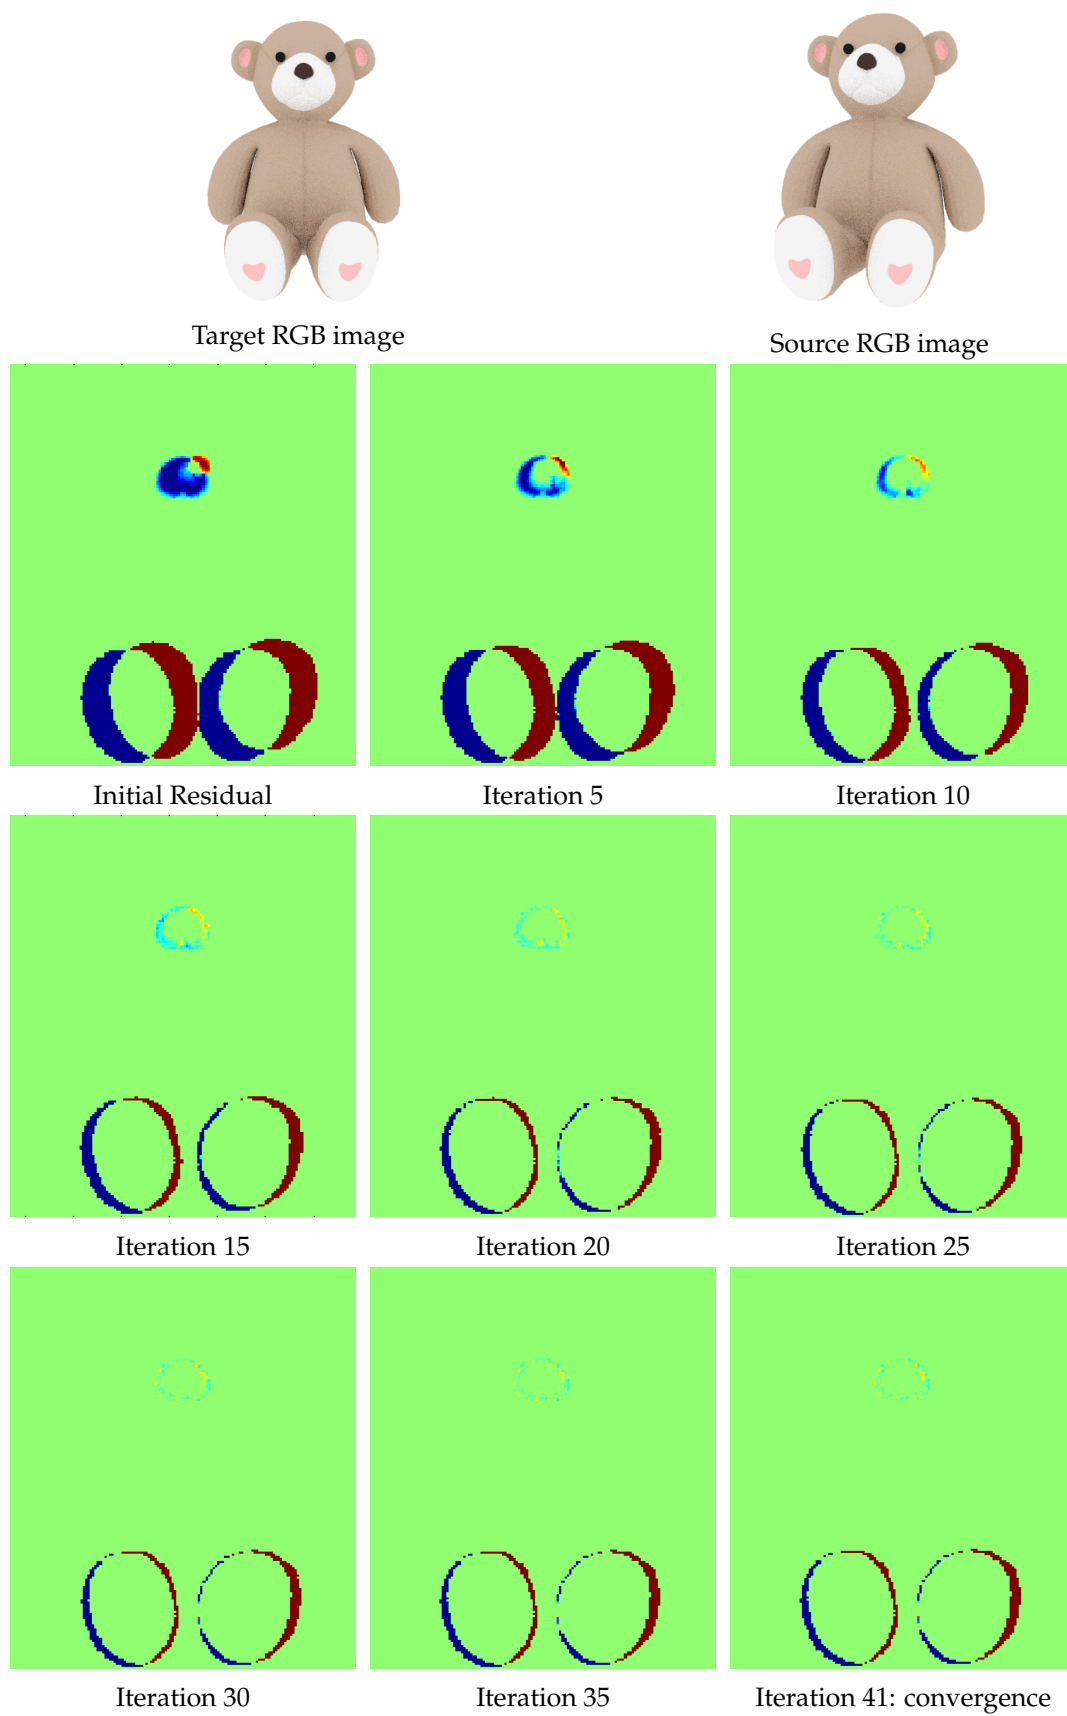 Target RGB image
Source RGB image
Initial Residual
Iteration 5
Iteration 10
Iteration 15
Iteration 20
Iteration 25
Iteration 30
Iteration 35
Iteration 41: convergence